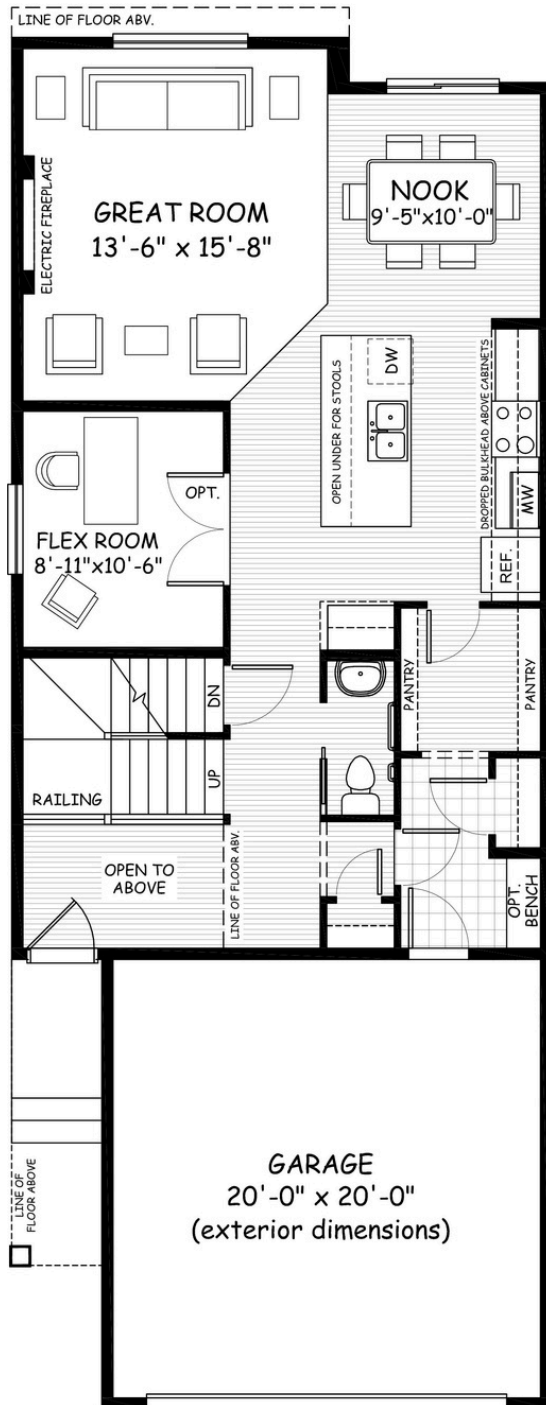 LINE OF FLOOR ABV.
ELECTRIC FIREPLACE
GREAT ROOM
13'-6" x 15'-8"
NOOK
9'-5"x10'-0"
OPEN UNDER FOR STOOLS
DW
DROPPED BULKHEAD ABOVE CABINETS
MW
REF.
OPT.
FLEX ROOM
8'-11"x10'-6"
PANTRY
PANTRY
DN
UP
RAILING
OPEN TO
ABOVE
LINE OF FLOOR ABV.
OPT.
BENCH
LINE OF
FLOOR ABOVE
GARAGE
20'-0" x 20'-0"
(exterior dimensions)